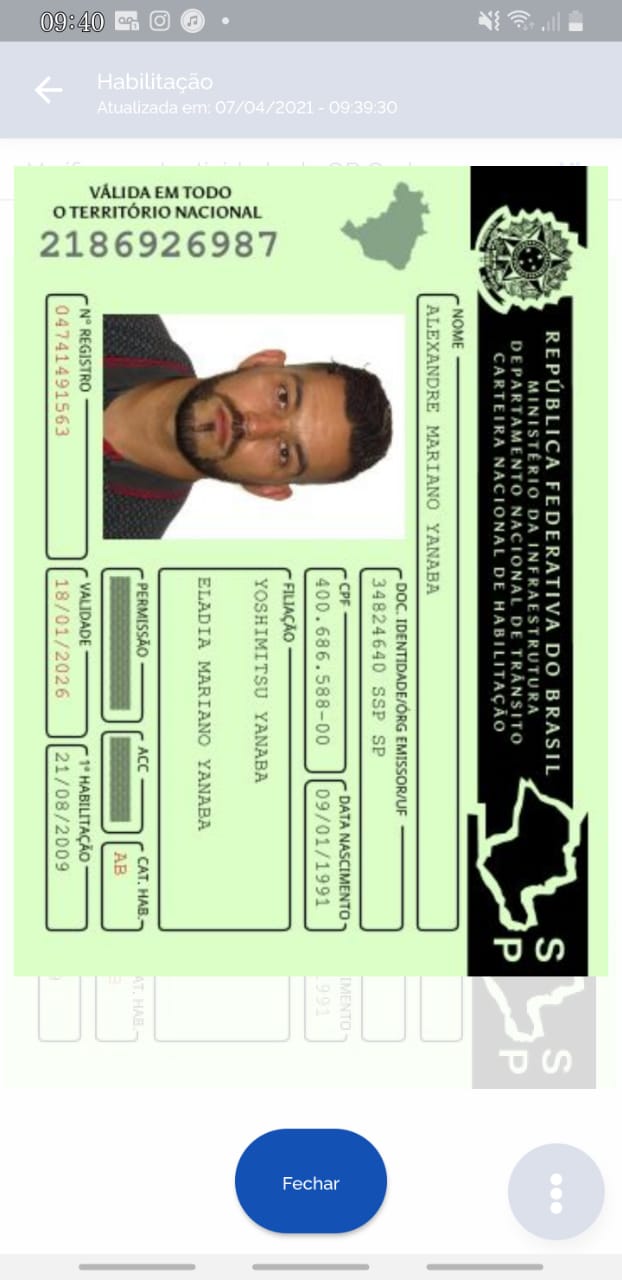 09:40
Habilitação
Atualizada em: 07/04/2021 - 09:39:30
VÁLIDA EM TODO
O TERRITÓRIO NACIONAL
2186926987
REPÚBLICA FEDERATIVA DO BRASIL
MINISTÉRIO DA INFRAESTRUTURA
DEPARTAMENTO NACIONAL DE TRÂNSITO
CARTEIRA NACIONAL DE HABILITAÇÃO
SP
NOME
ALEXANDRE MARIANO YANABA
DOC. IDENTIDADE/ÓRG EMISSOR/UF
34824640 SSP SP
CPF
400.686.588-00
DATA NASCIMENTO
09/01/1991
FILIAÇÃO
YOSHIMITSU YANABA
ELADIA MARIANO YANABA
PERMISSÃO
ACC
CAT. HAB.
AB
Nº REGISTRO
04741491563
VALIDADE
18/01/2026
1ª HABILITAÇÃO
21/08/2009
SP
Fechar